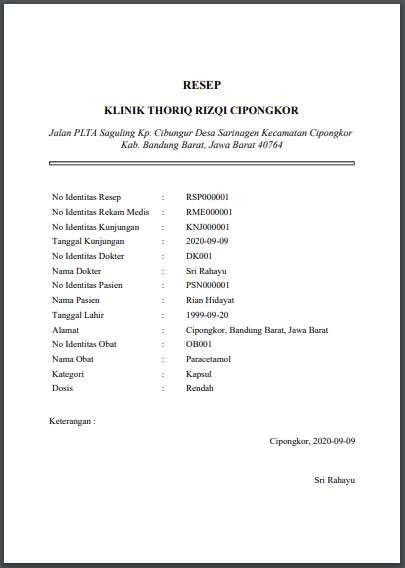 RESEP
KLINIK THORIQ RIZQI CIPONGKOR
Jalan PLTA Saguling Kp. Cibungur Desa Sarinagen Kecamatan Cipongkor
Kab. Bandung Barat, Jawa Barat 40764
No Identitas Resep : RSP000001
No Identitas Rekam Medis : RME000001
No Identitas Kunjungan : KNJ000001
Tanggal Kunjungan : 2020-09-09
No Identitas Dokter : DK001
Nama Dokter : Sri Rahayu
No Identitas Pasien : PSN000001
Nama Pasien : Rian Hidayat
Tanggal Lahir : 1999-09-20
Alamat : Cipongkor, Bandung Barat, Jawa Barat
No Identitas Obat : OB001
Nama Obat : Paracetamol
Kategori : Kapsul
Dosis : Rendah
Keterangan :
Cipongkor, 2020-09-09
Sri Rahayu